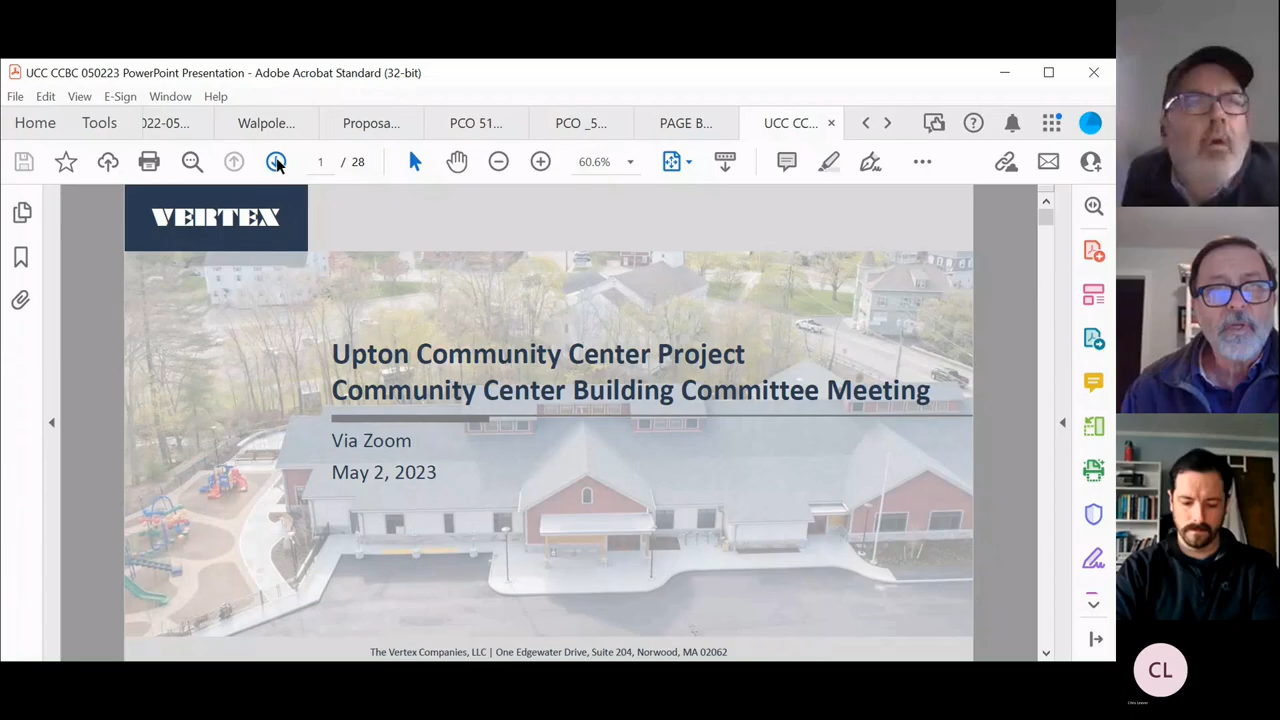 UCC CCBC 050223 PowerPoint Presentation - Adobe Acrobat Standard (32-bit)
File Edit View E-Sign Window Help
Home Tools 022-05... Walpole... Proposa... PCO 51... PCO _5... PAGE B... UCC CC...
1 / 28 60.6%
VERTEX
Upton Community Center Project
Community Center Building Committee Meeting
Via Zoom
May 2, 2023
The Vertex Companies, LLC | One Edgewater Drive, Suite 204, Norwood, MA 02062
CL